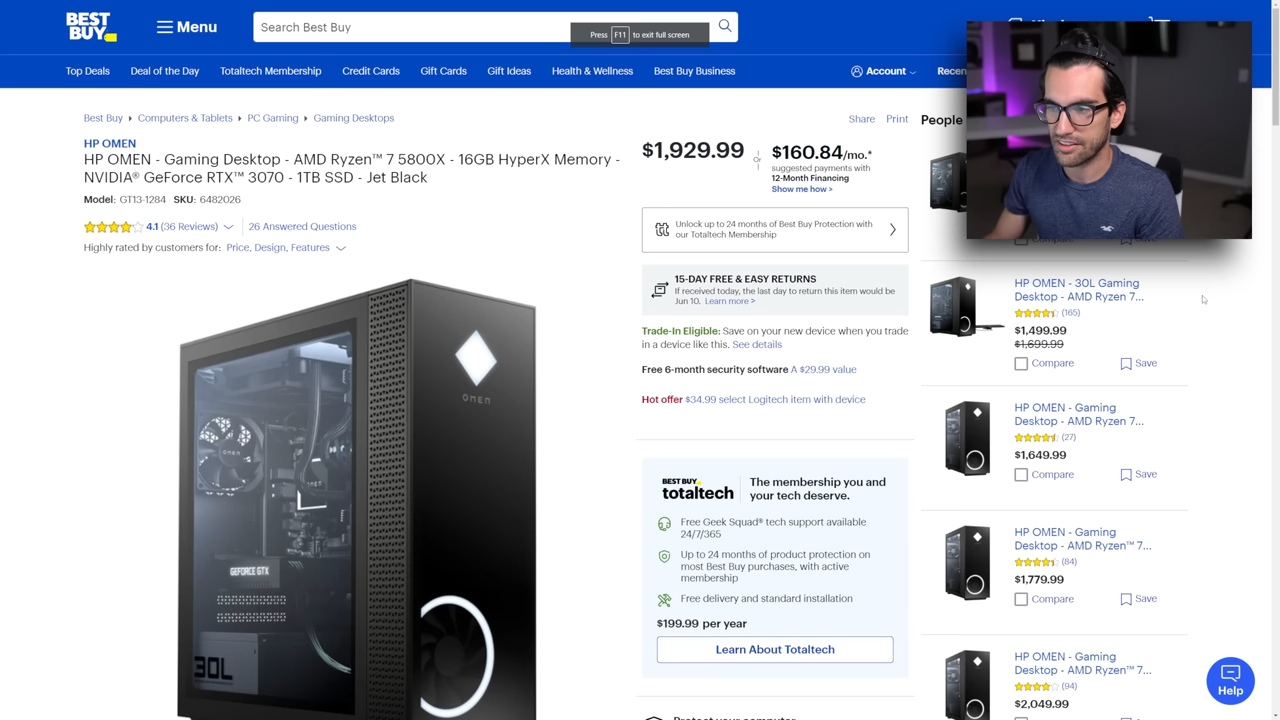 BEST
BUY
Menu
Search Best Buy
Press F11 to exit full screen
Top Deals
Deal of the Day
Totaltech Membership
Credit Cards
Gift Cards
Gift Ideas
Health & Wellness
Best Buy Business
Account
Recen
Best Buy
Computers & Tablets
PC Gaming
Gaming Desktops
Share
Print
HP OMEN
HP OMEN - Gaming Desktop - AMD Ryzen™ 7 5800X - 16GB HyperX Memory -
NVIDIA® GeForce RTX™ 3070 - 1TB SSD - Jet Black
Model: GT13-1284 SKU: 6482026
4.1 (36 Reviews)
26 Answered Questions
Highly rated by customers for: Price, Design, Features
OMEN
OMEN
GEFORCE GTX
30L
$1,929.99
Or
$160.84/mo.*
suggested payments with
12-Month Financing
Show me how >
Unlock up to 24 months of Best Buy Protection with
our Totaltech Membership
15-DAY FREE & EASY RETURNS
If received today, the last day to return this item would be
Jun 10. Learn more >
Trade-In Eligible: Save on your new device when you trade
in a device like this. See details
Free 6-month security software A $29.99 value
Hot offer $34.99 select Logitech item with device
BEST BUY
totaltech
The membership you and
your tech deserve.
Free Geek Squad® tech support available
24/7/365
Up to 24 months of product protection on
most Best Buy purchases, with active
membership
Free delivery and standard installation
$199.99 per year
Learn About Totaltech
People
Compare
HP OMEN - 30L Gaming
Desktop - AMD Ryzen 7...
(165)
$1,499.99
$1,699.99
Compare
Save
HP OMEN - Gaming
Desktop - AMD Ryzen 7...
(27)
$1,649.99
Compare
Save
HP OMEN - Gaming
Desktop - AMD Ryzen™ 7...
(84)
$1,779.99
Compare
Save
HP OMEN - Gaming
Desktop - AMD Ryzen™ 7...
(94)
$2,049.99
Help